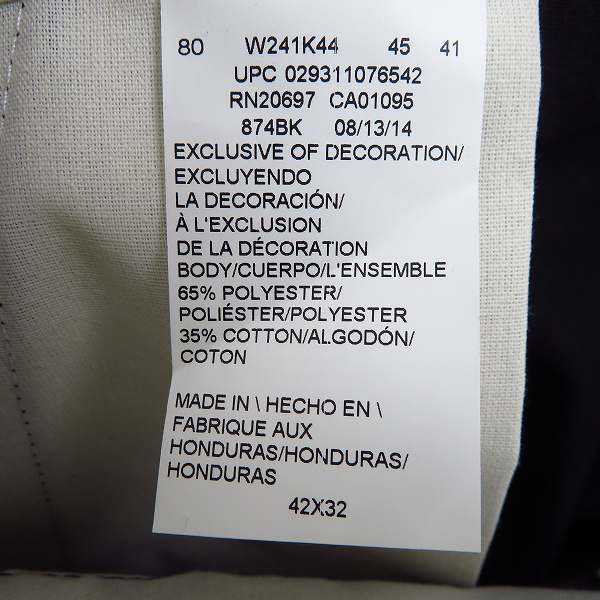 80 W241K44 45 41
UPC 029311076542
RN20697 CA01095
874BK 08/13/14
EXCLUSIVE OF DECORATION/
EXCLUYENDO
LA DECORACIÓN/
À L'EXCLUSION
DE LA DÉCORATION
BODY/CUERPO/L'ENSEMBLE
65% POLYESTER/
POLIÉSTER/POLYESTER
35% COTTON/ALGODÓN/
COTON
MADE IN \ HECHO EN \
FABRIQUE AUX
HONDURAS/HONDURAS/
HONDURAS
42X32